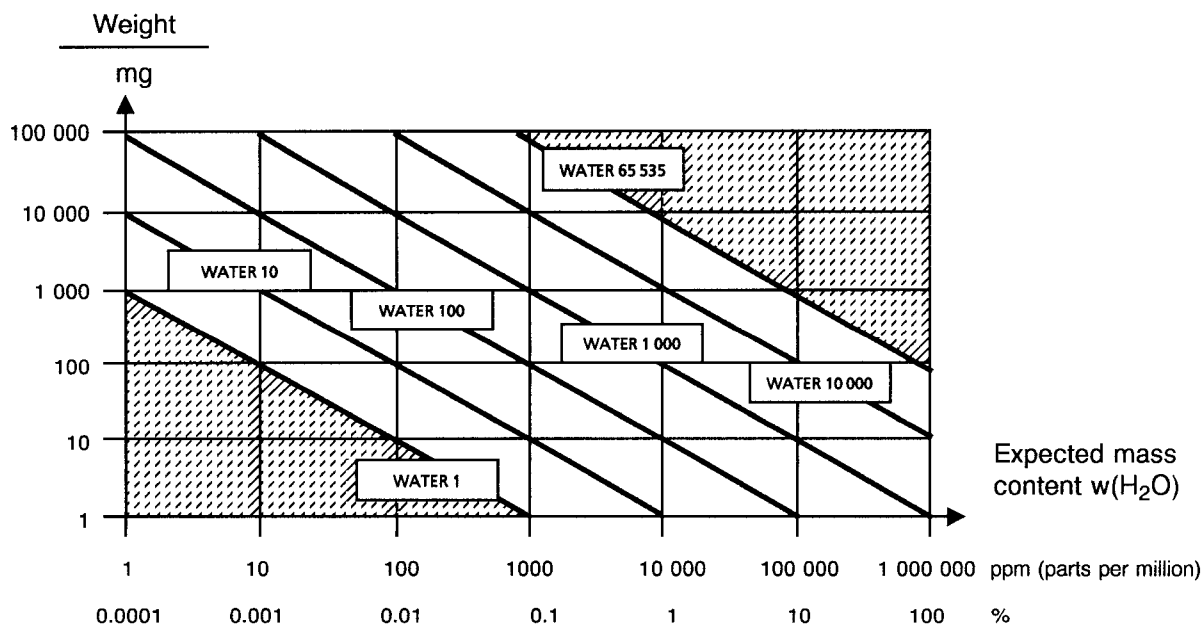 Weight
mg
100 000
WATER 65 535
10 000
WATER 10
1 000
WATER 100
WATER 1 000
100
WATER 10 000
10
Expected mass
content w(H₂O)
WATER 1
1
1 10 100 1000 10 000 100 000 1 000 000 ppm (parts per million)
0.0001 0.001 0.01 0.1 1 10 100 %